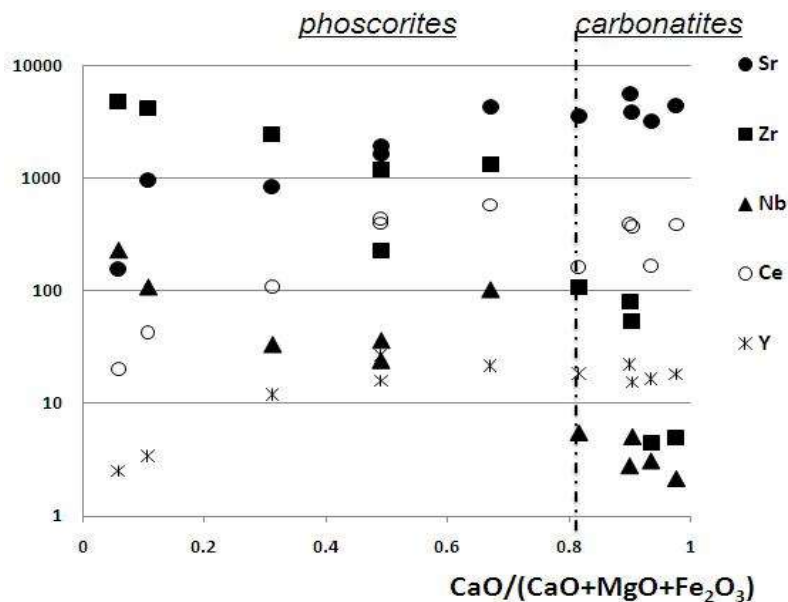 phoscorites carbonatites
10000
1000
100
10
1
0 0.2 0.4 0.6 0.8 1
CaO/(CaO+MgO+Fe₂O₃)
Sr
Zr
Nb
Ce
Y